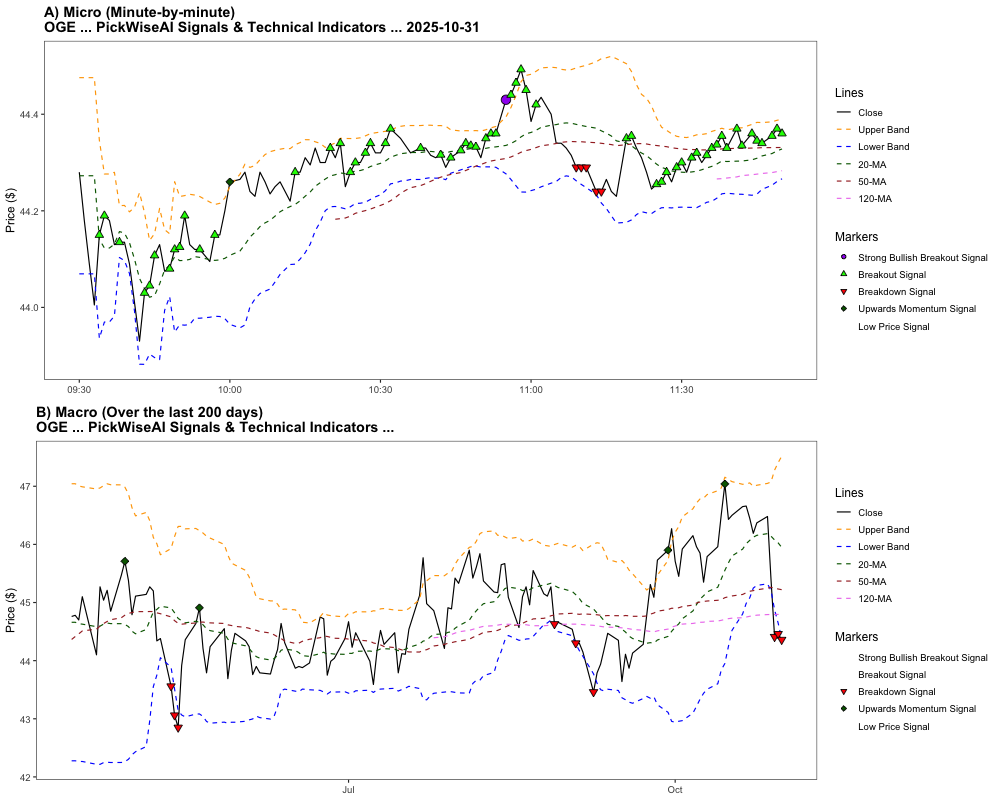 A) Micro (Minute-by-minute)
OGE ... PickWiseAI Signals & Technical Indicators ... 2025-10-31
Price ($)
44.4
44.2
44.0
09:30
10:00
10:30
11:00
11:30
Lines
Close
Upper Band
Lower Band
20-MA
50-MA
120-MA
Markers
Strong Bullish Breakout Signal
Breakout Signal
Breakdown Signal
Upwards Momentum Signal
Low Price Signal
B) Macro (Over the last 200 days)
OGE ... PickWiseAI Signals & Technical Indicators ...
Price ($)
47
46
45
44
43
42
Jul
Oct
Lines
Close
Upper Band
Lower Band
20-MA
50-MA
120-MA
Markers
Strong Bullish Breakout Signal
Breakout Signal
Breakdown Signal
Upwards Momentum Signal
Low Price Signal